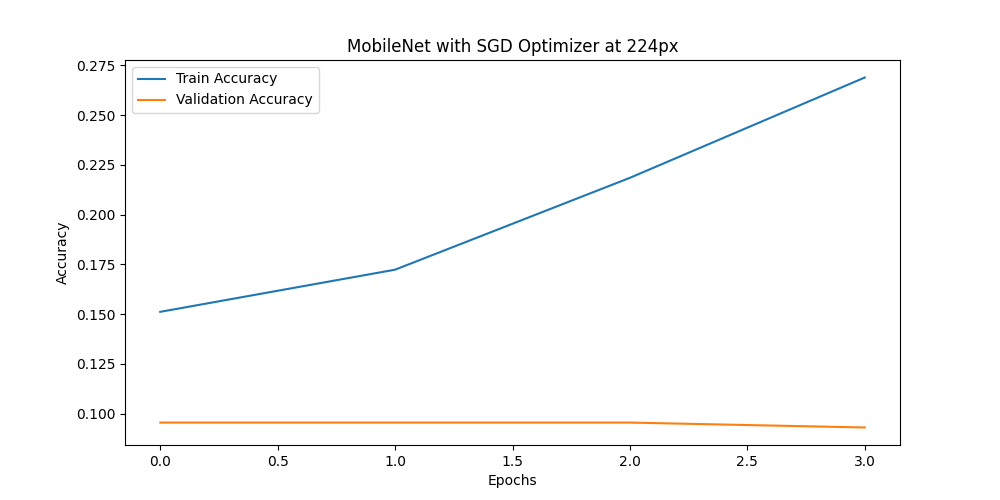 MobileNet with SGD Optimizer at 224px
Train Accuracy
Validation Accuracy
0.275
0.250
0.225
0.200
0.175
0.150
0.125
0.100
Accuracy
0.0 0.5 1.0 1.5 2.0 2.5 3.0
Epochs